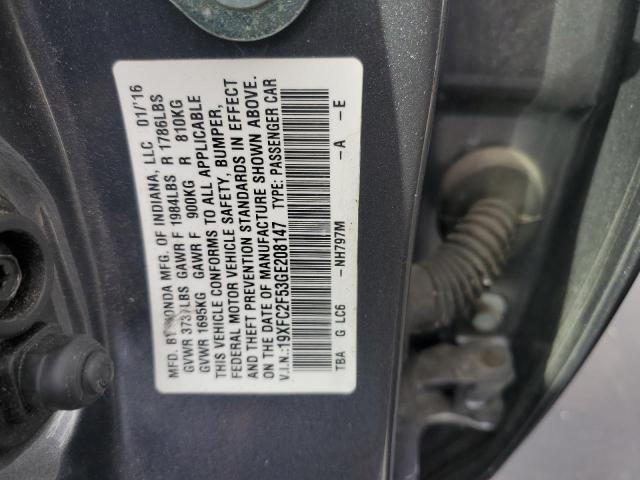 MFD. BY HONDA MFG. OF INDIANA, LLC 01/'16
GVWR 3737LBS GAWR F 1984LBS R 1786LBS
GVWR 1695KG GAWR F 900KG R 810KG
THIS VEHICLE CONFORMS TO ALL APPLICABLE
FEDERAL MOTOR VEHICLE SAFETY, BUMPER,
AND THEFT PREVENTION STANDARDS IN EFFECT
ON THE DATE OF MANUFACTURE SHOWN ABOVE.
V.I.N.:19XFC2F53GE208147 TYPE: PASSENGER CAR
TBA G LC6 -NH797M -A -E